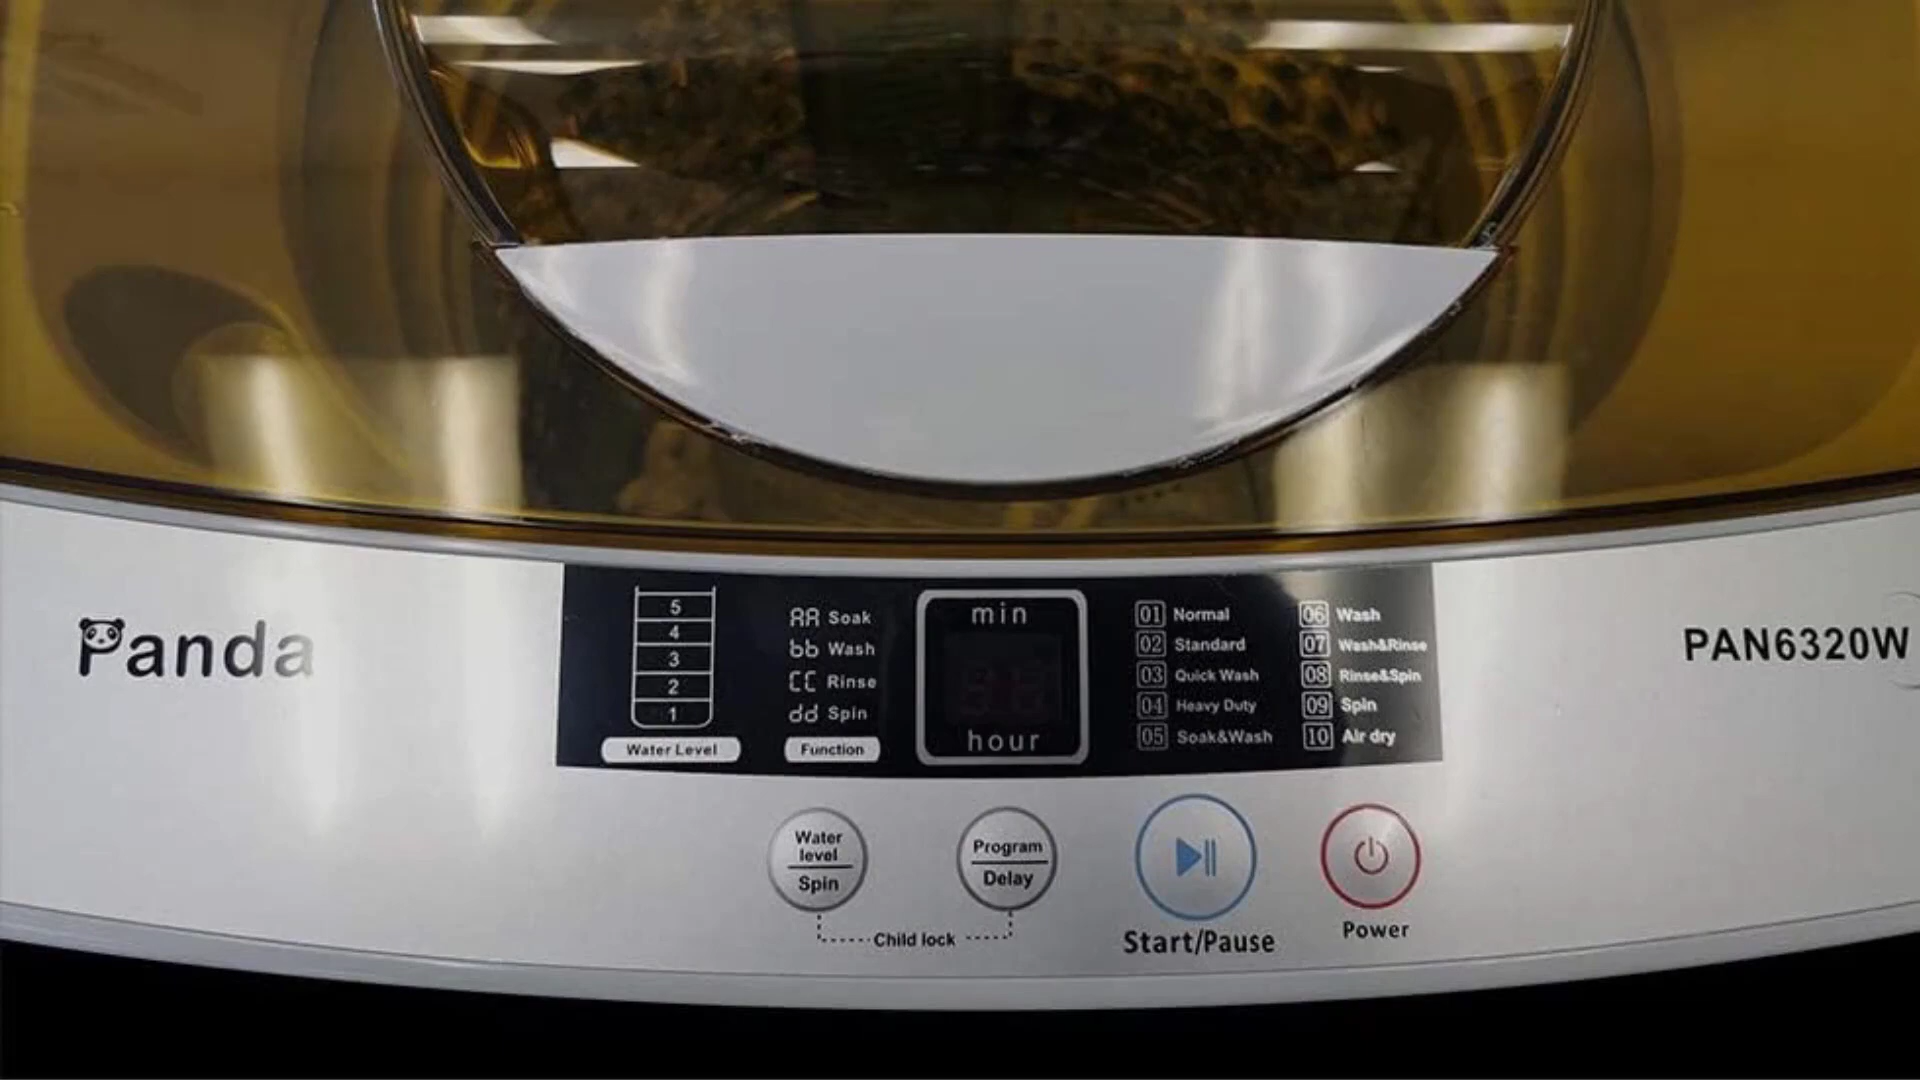 Panda
5
4
3
2
1
Water Level
AA Soak
bb Wash
CC Rinse
dd Spin
Function
min
hour
01 Normal
02 Standard
03 Quick Wash
04 Heavy Duty
05 Soak&Wash
06 Wash
07 Wash&Rinse
08 Rinse&Spin
09 Spin
10 Air dry
PAN6320W
Water
level
Spin
Program
Delay
Child lock
Start/Pause
Power